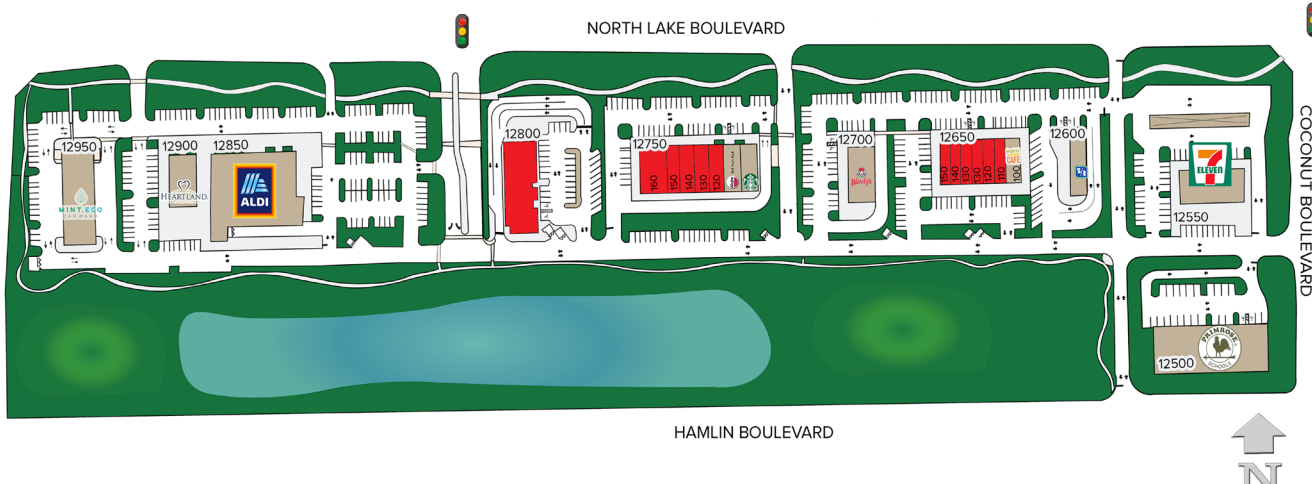 NORTH LAKE BOULEVARD
12950
MINT ECO
CAR WASH
12900
HEARTLAND
12850
ALDI
12800
12750
160
150
140
130
120
12700
Wendy's
12650
150
140
130
130
120
110
100
CAFE
12600
7
ELEVEN
12550
COCONUT BOULEVARD
PRIMROSE
SCHOOLS
12500
HAMLIN BOULEVARD
N